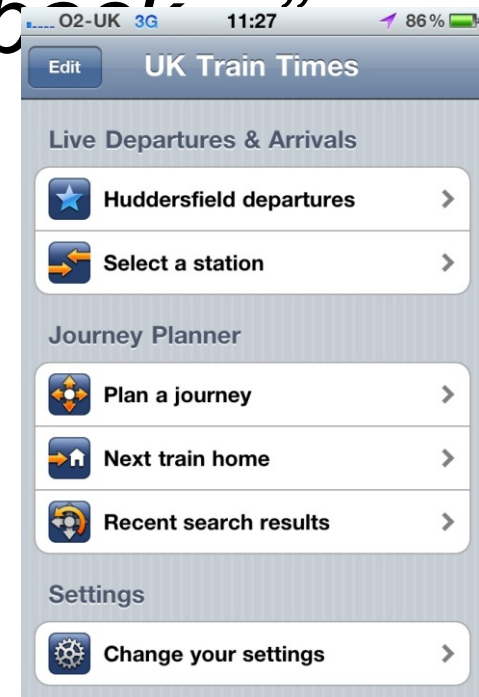 O2-UK 3G 11:27 86%
Edit UK Train Times
Live Departures & Arrivals
Huddersfield departures
Select a station
Journey Planner
Plan a journey
Next train home
Recent search results
Settings
Change your settings